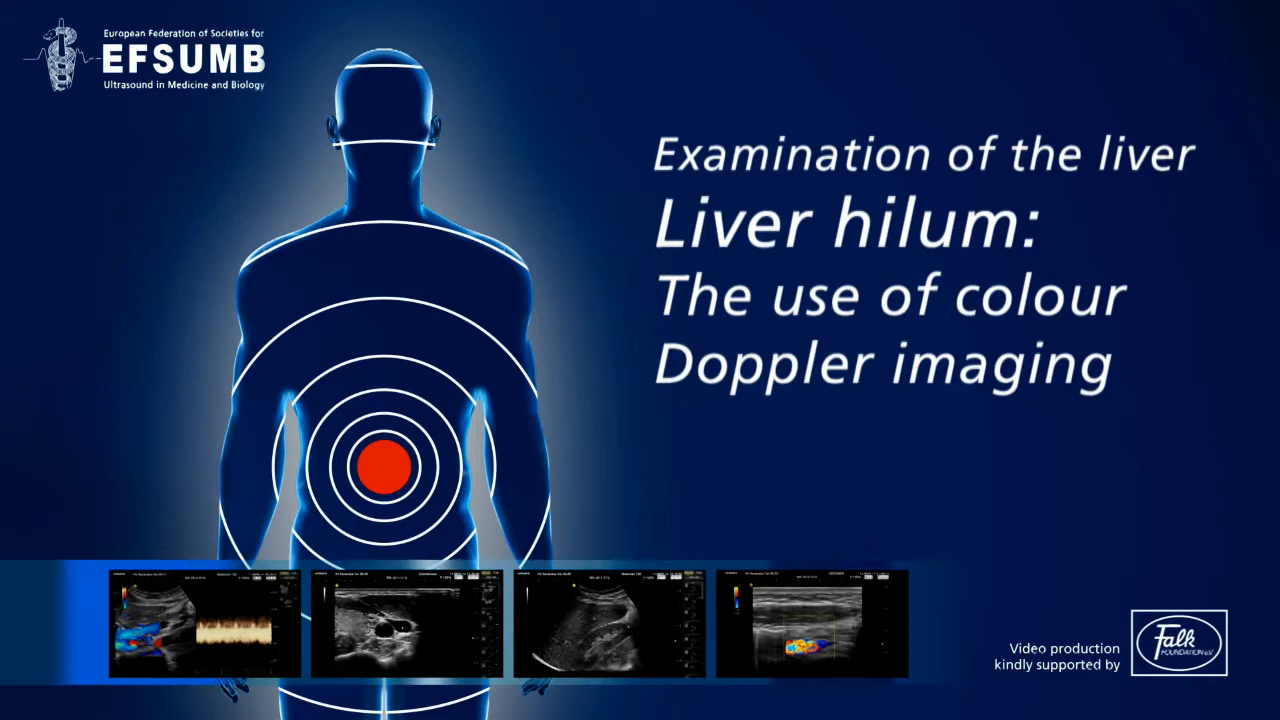 European Federation of Societies for
EFSUMB
Ultrasound in Medicine and Biology
Examination of the liver
Liver hilum:
The use of colour
Doppler imaging
Video production
kindly supported by
Falk
FOUNDATION e.V.